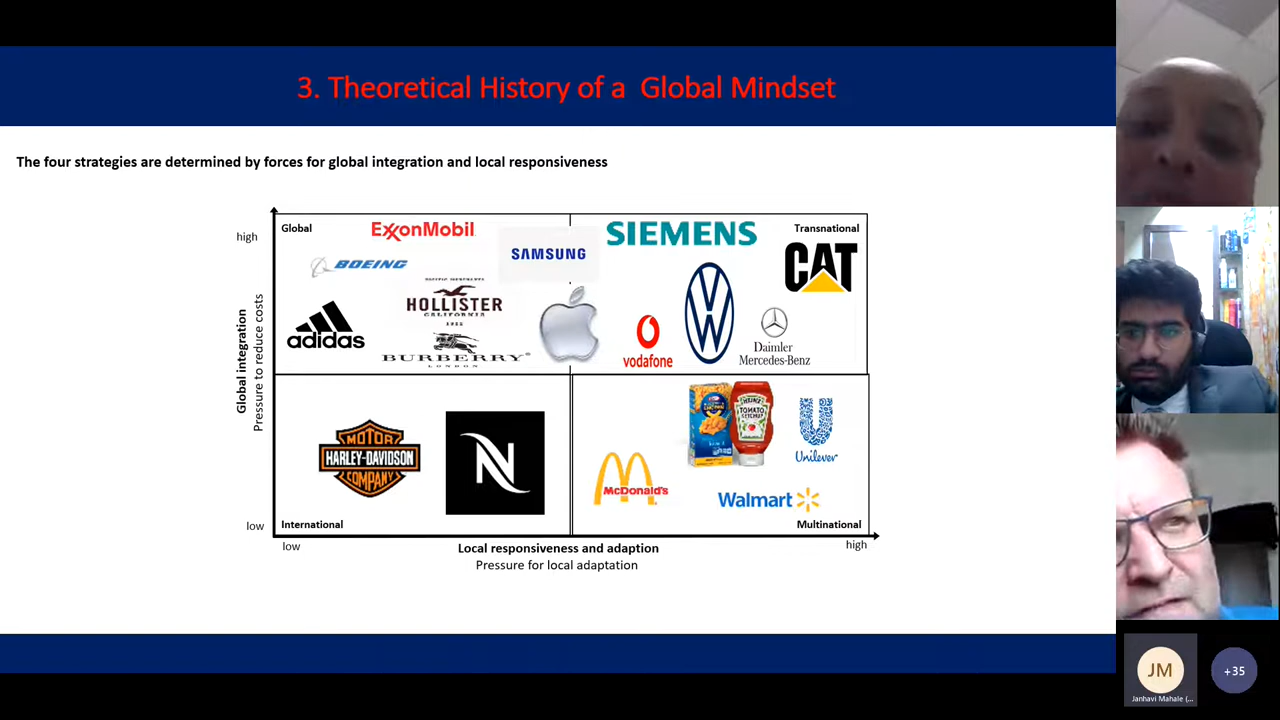 3. Theoretical History of a Global Mindset
The four strategies are determined by forces for global integration and local responsiveness
high
Global
ExxonMobil
SIEMENS
Transnational
SAMSUNG
BOEING
CAT
HOLLISTER
CALIFORNIA
1922
adidas
BURBERRY
LONDON
vodafone
Daimler
Mercedes-Benz
Global integration
Pressure to reduce costs
MOTOR
HARLEY-DAVIDSON
COMPANY
N
HEINZ
TOMATO
KETCHUP
Unilever
McDonald's
Walmart
low
International
Multinational
low
Local responsiveness and adaption
high
Pressure for local adaptation
JM
+35
Janhavi Mahale (...